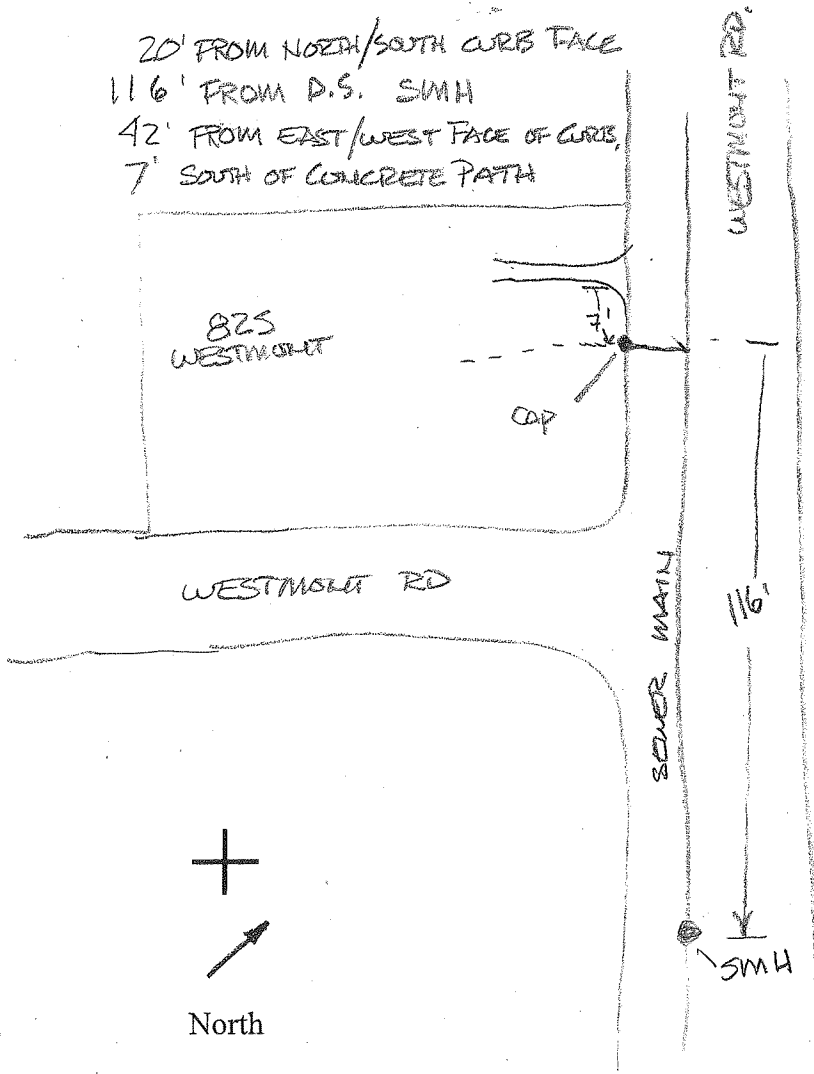 20' FROM NORTH/SOUTH CURB FACE
116' FROM D.S. SMH
42' FROM EAST/WEST FACE OF CURB.
7' SOUTH OF CONCRETE PATH
WESTMONT RD.
825
WESTMONT
7'
cap
WESTMONT RD
SEWER MAIN
116'
SMH
North